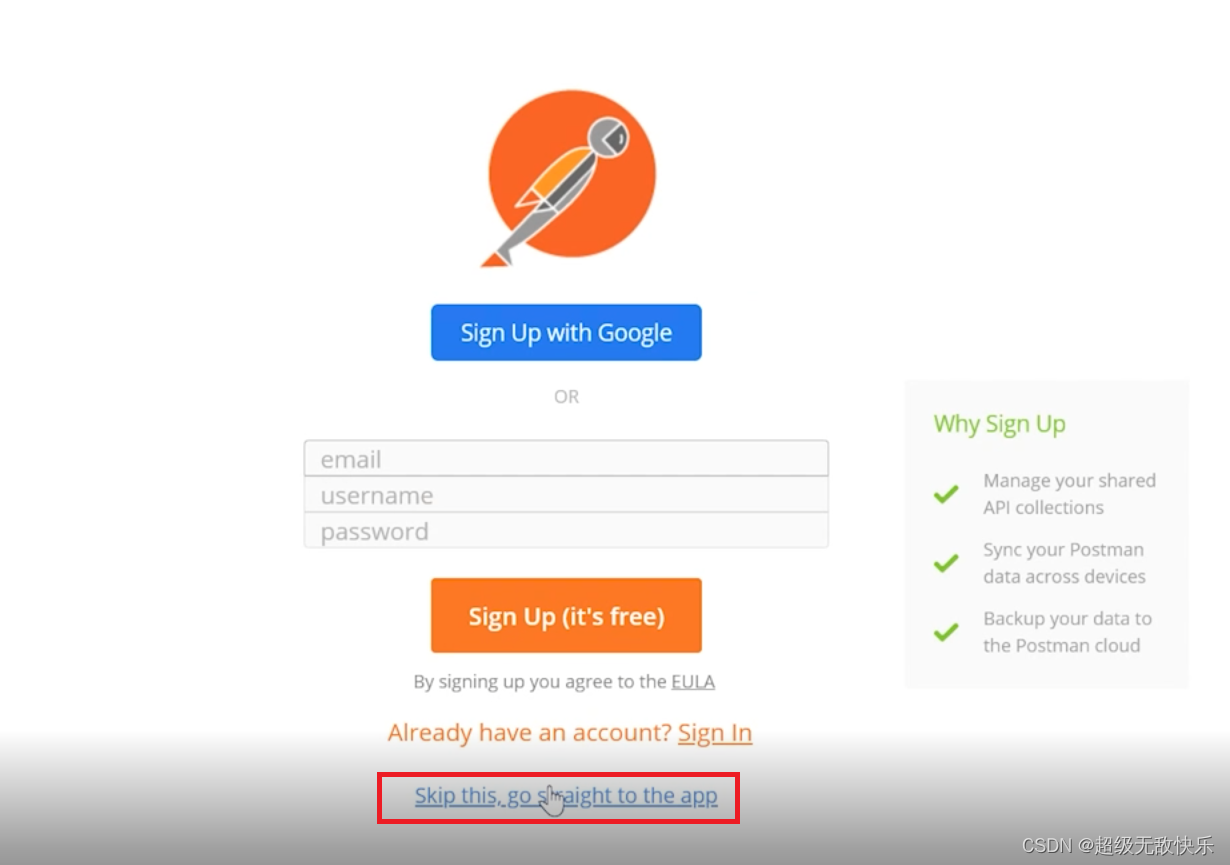 Sign Up with Google
OR
email
username
password
Sign Up (it's free)
By signing up you agree to the EULA
Already have an account? Sign In
Skip this, go straight to the app
Why Sign Up
Manage your shared
API collections
Sync your Postman
data across devices
Backup your data to
the Postman cloud
CSDN @超级无敌快乐